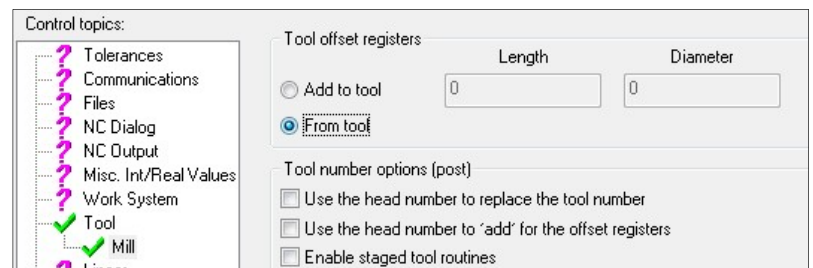 Control topics:
Tolerances
Communications
Files
NC Dialog
NC Output
Misc. Int/Real Values
Work System
Tool
Mill
Tool offset registers
Length
Diameter
Add to tool
0
0
From tool
Tool number options (post)
Use the head number to replace the tool number
Use the head number to 'add' for the offset registers
Enable staged tool routines